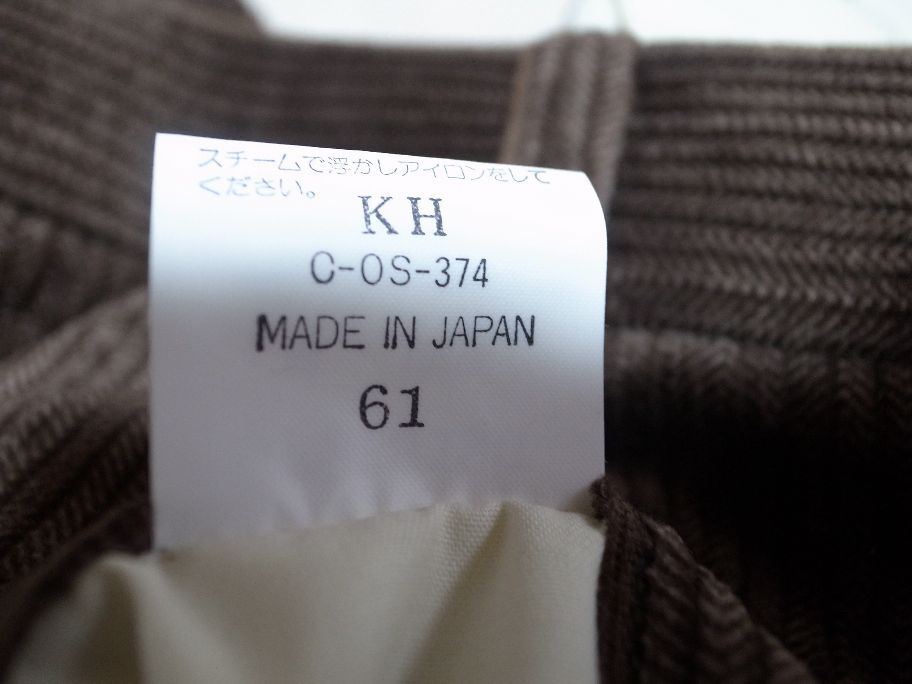 スチームで浮かしアイロンをして
ください。
KH
C-OS-374
MADE IN JAPAN
61